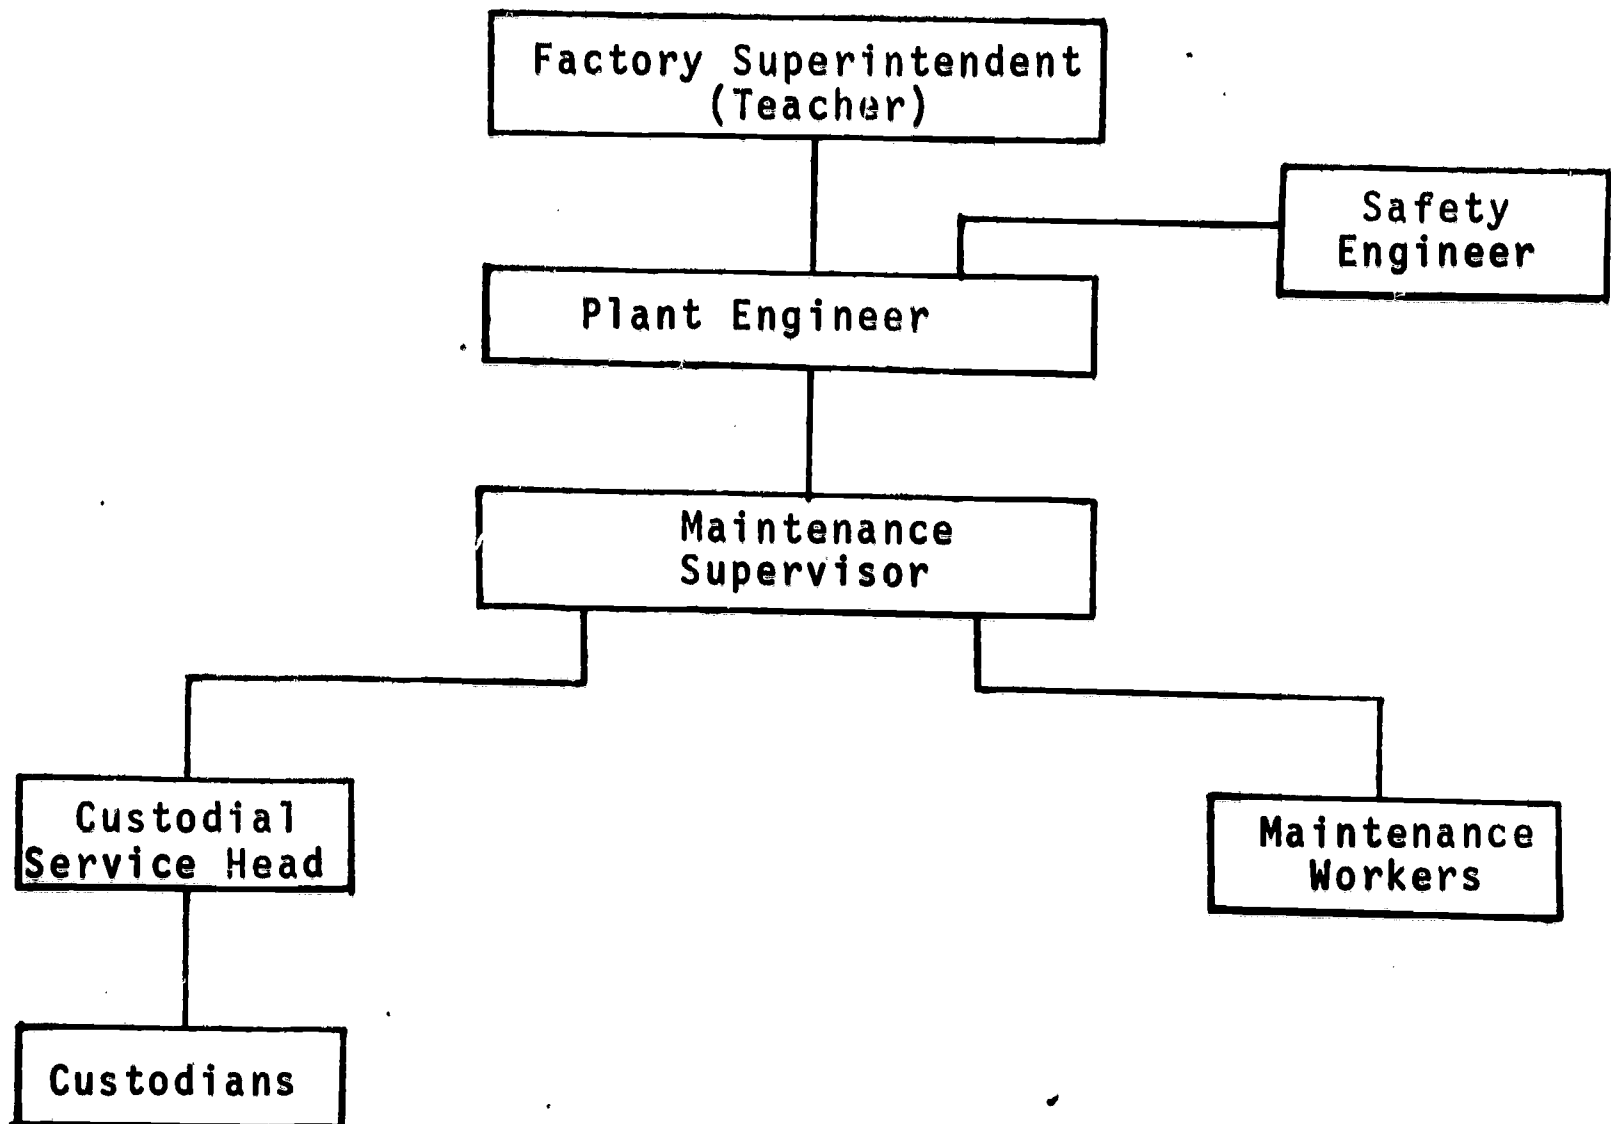 Factory Superintendent
(Teacher)
Safety
Engineer
Plant Engineer
Maintenance
Supervisor
Custodial
Service Head
Maintenance
Workers
Custodians